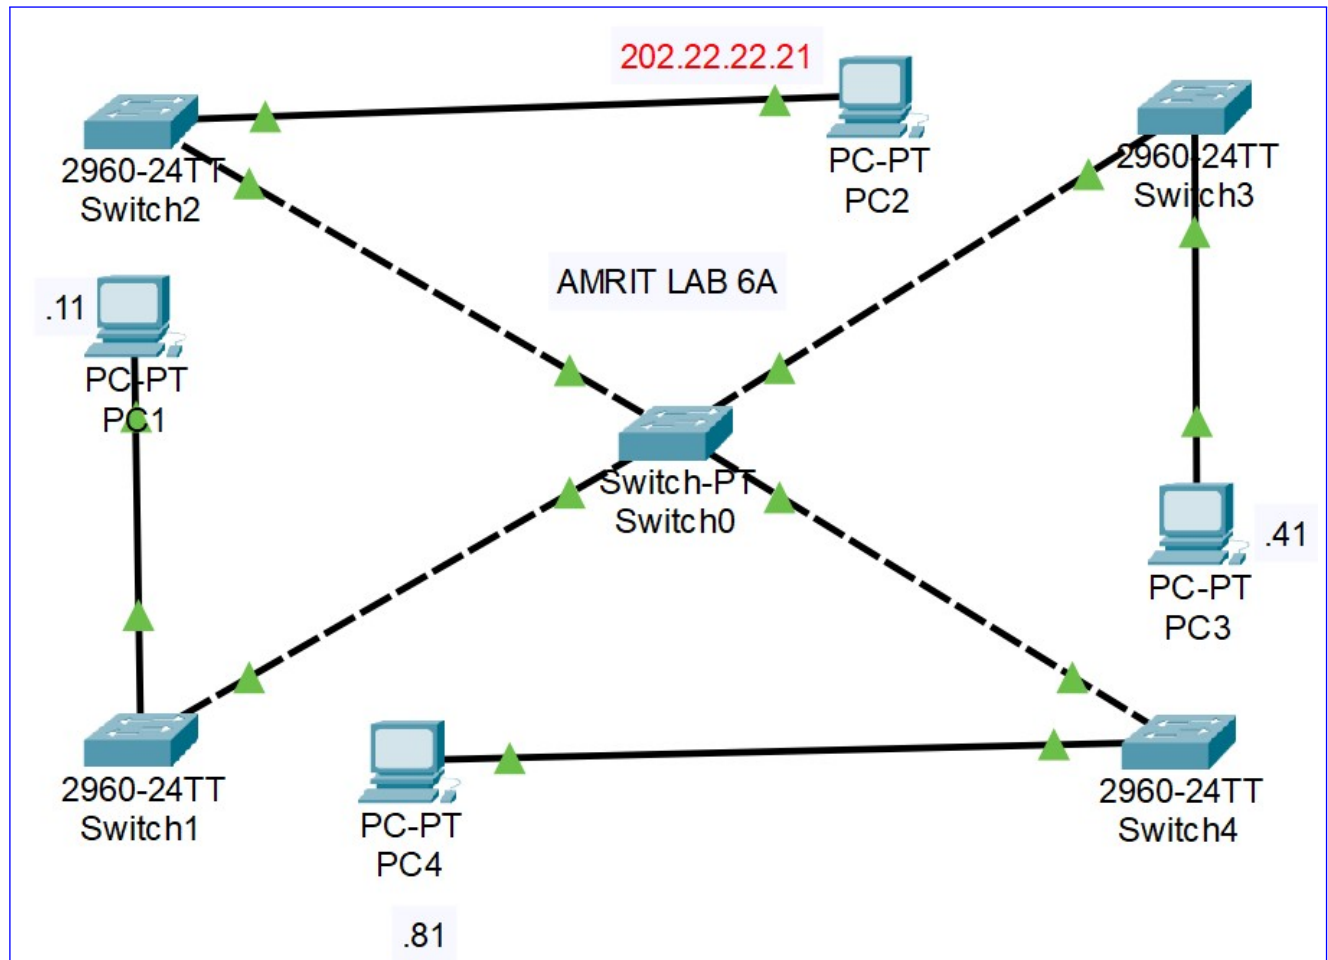 202.22.22.21
2960-24TT
Switch2
PC-PT
PC2
2960-24TT
Switch3
AMRIT LAB 6A
.11
PC-PT
PC1
Switch-PT
Switch0
.41
PC-PT
PC3
2960-24TT
Switch1
PC-PT
PC4
2960-24TT
Switch4
.81